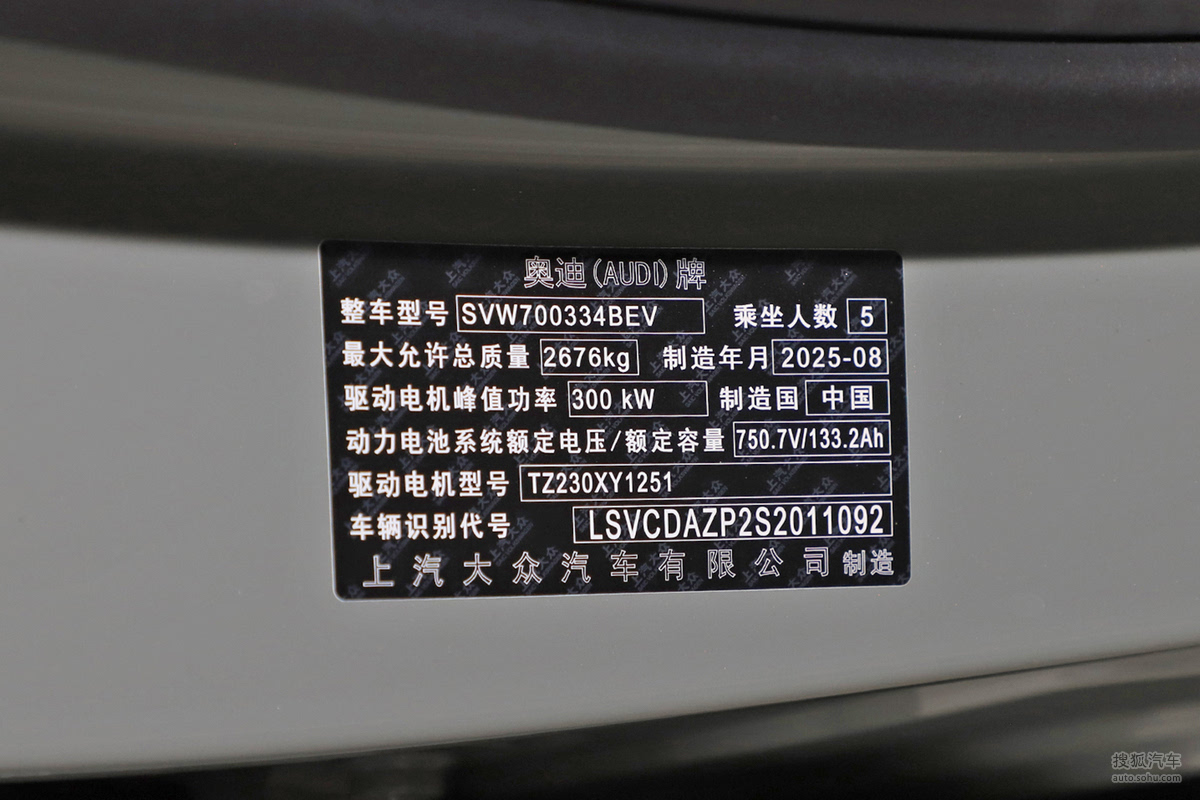 奥迪(AUDI)牌
整车型号 SVW700334BEV 乘坐人数 5
最大允许总质量 2676kg 制造年月 2025-08
驱动电机峰值功率 300 kW 制造国 中国
动力电池系统额定电压/额定容量 750.7V/133.2Ah
驱动电机型号 TZ230XY1251
车辆识别代号 LSVCDAZP2S2011092
上汽大众汽车有限公司制造
搜狐汽车
auto.sohu.com